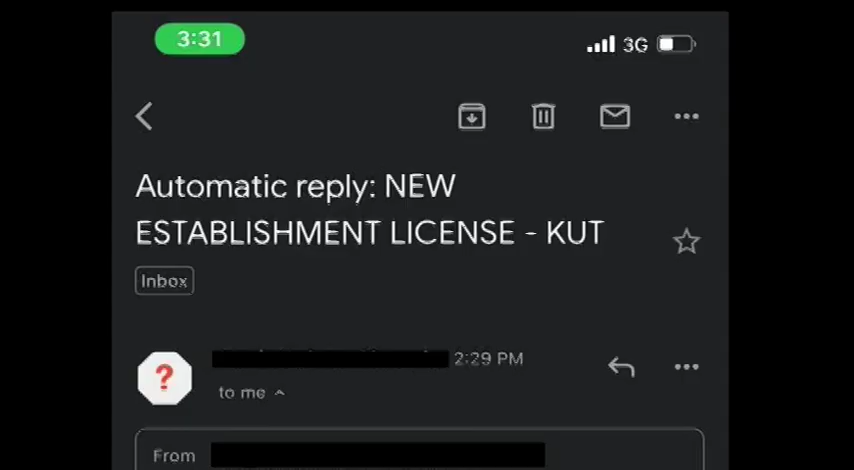 3:31 3G
Automatic reply: NEW
ESTABLISHMENT LICENSE - KUT
Inbox
? 2:29 PM
to me
From